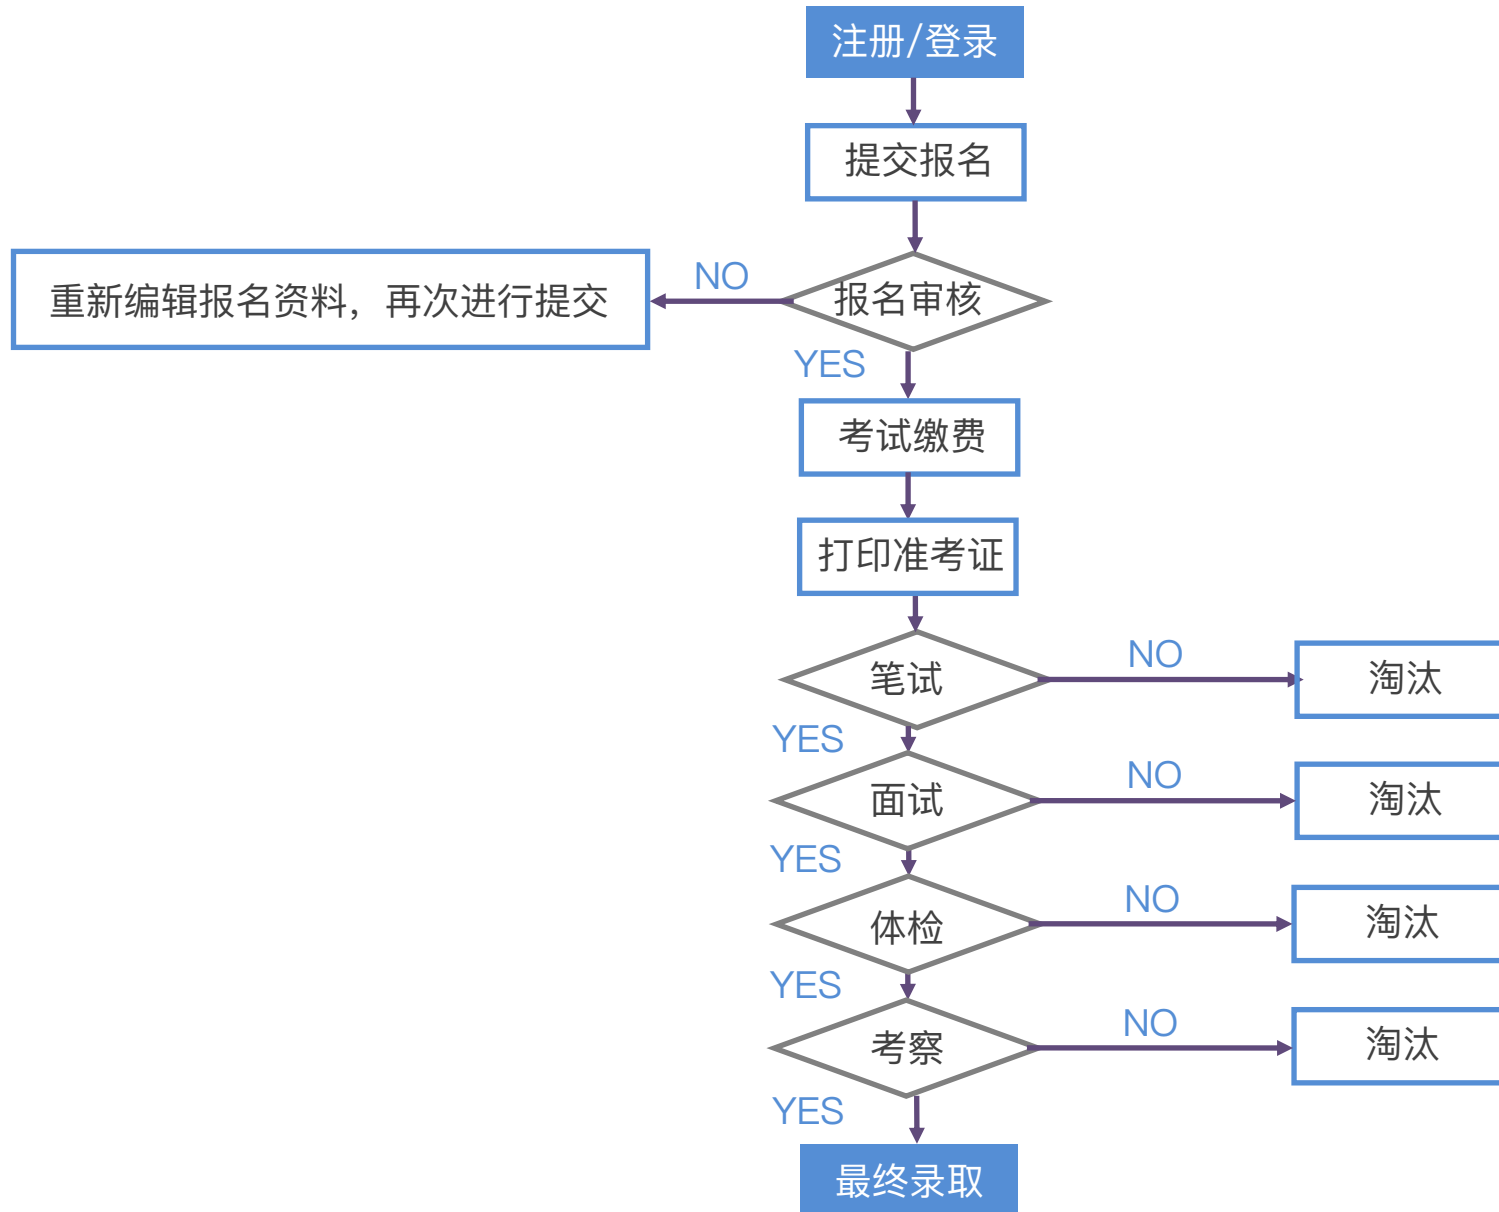 注册/登录
提交报名
NO
重新编辑报名资料，再次进行提交
报名审核
YES
考试缴费
打印准考证
笔试
NO
淘汰
YES
面试
NO
淘汰
YES
体检
NO
淘汰
YES
考察
NO
淘汰
YES
最终录取